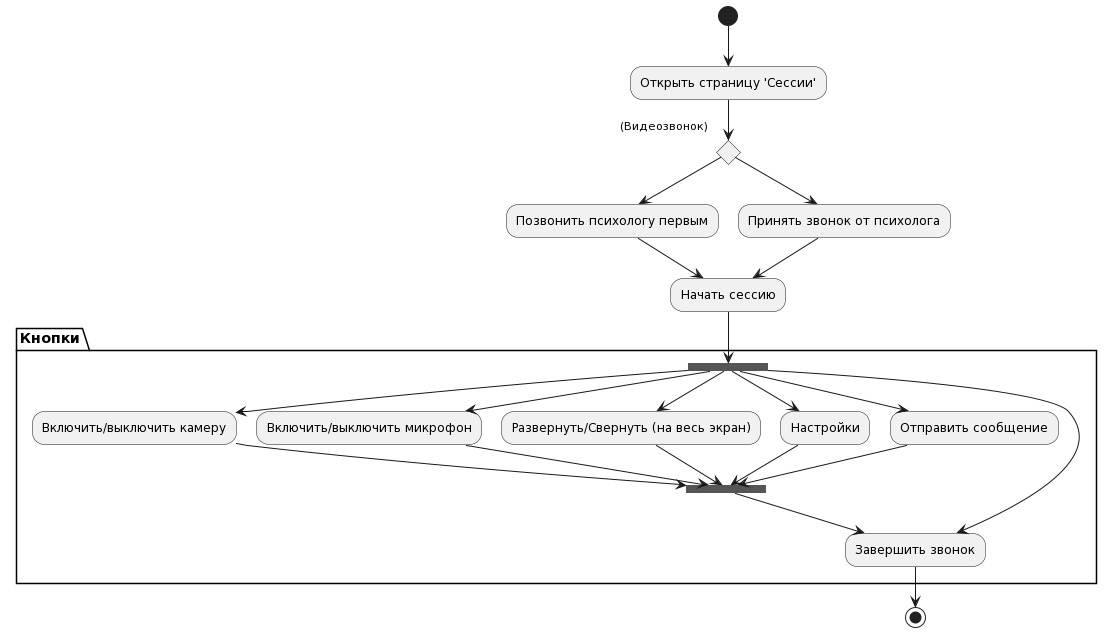 Открыть страницу 'Сессии'
(Видеозвонок)
Позвонить психологу первым
Принять звонок от психолога
Начать сессию
Кнопки
Включить/выключить камеру
Включить/выключить микрофон
Развернуть/Свернуть (на весь экран)
Настройки
Отправить сообщение
Завершить звонок